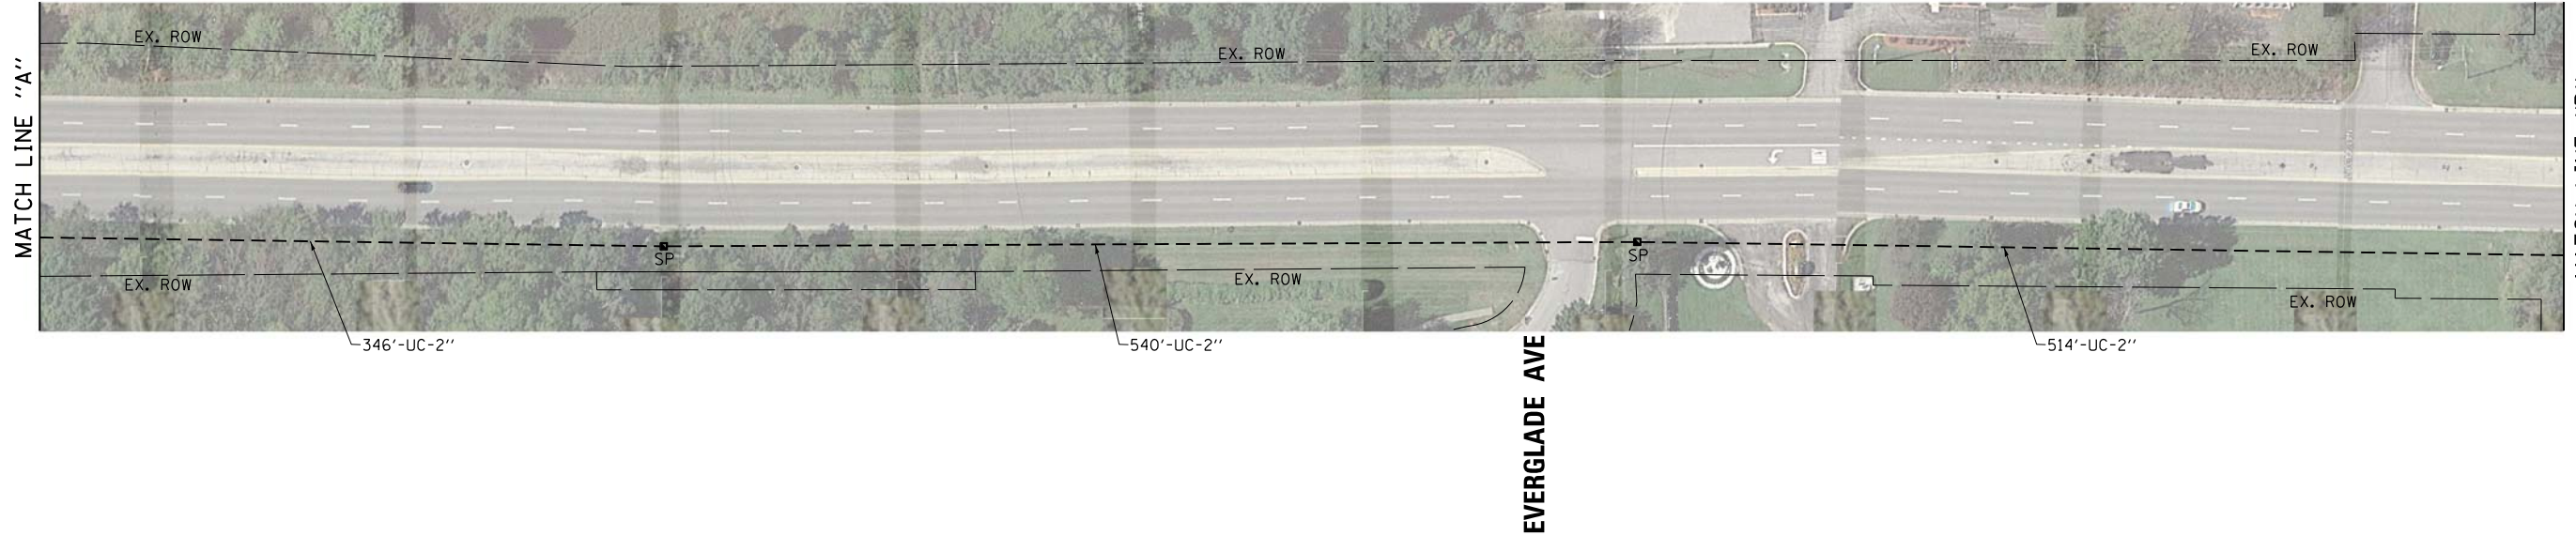 EX. ROW
EX. ROW
EX. ROW
MATCH LINE "A"
SP
SP
EX. ROW
EX. ROW
EX. ROW
346'-UC-2"
540'-UC-2"
514'-UC-2"
EVERGLADE AVE